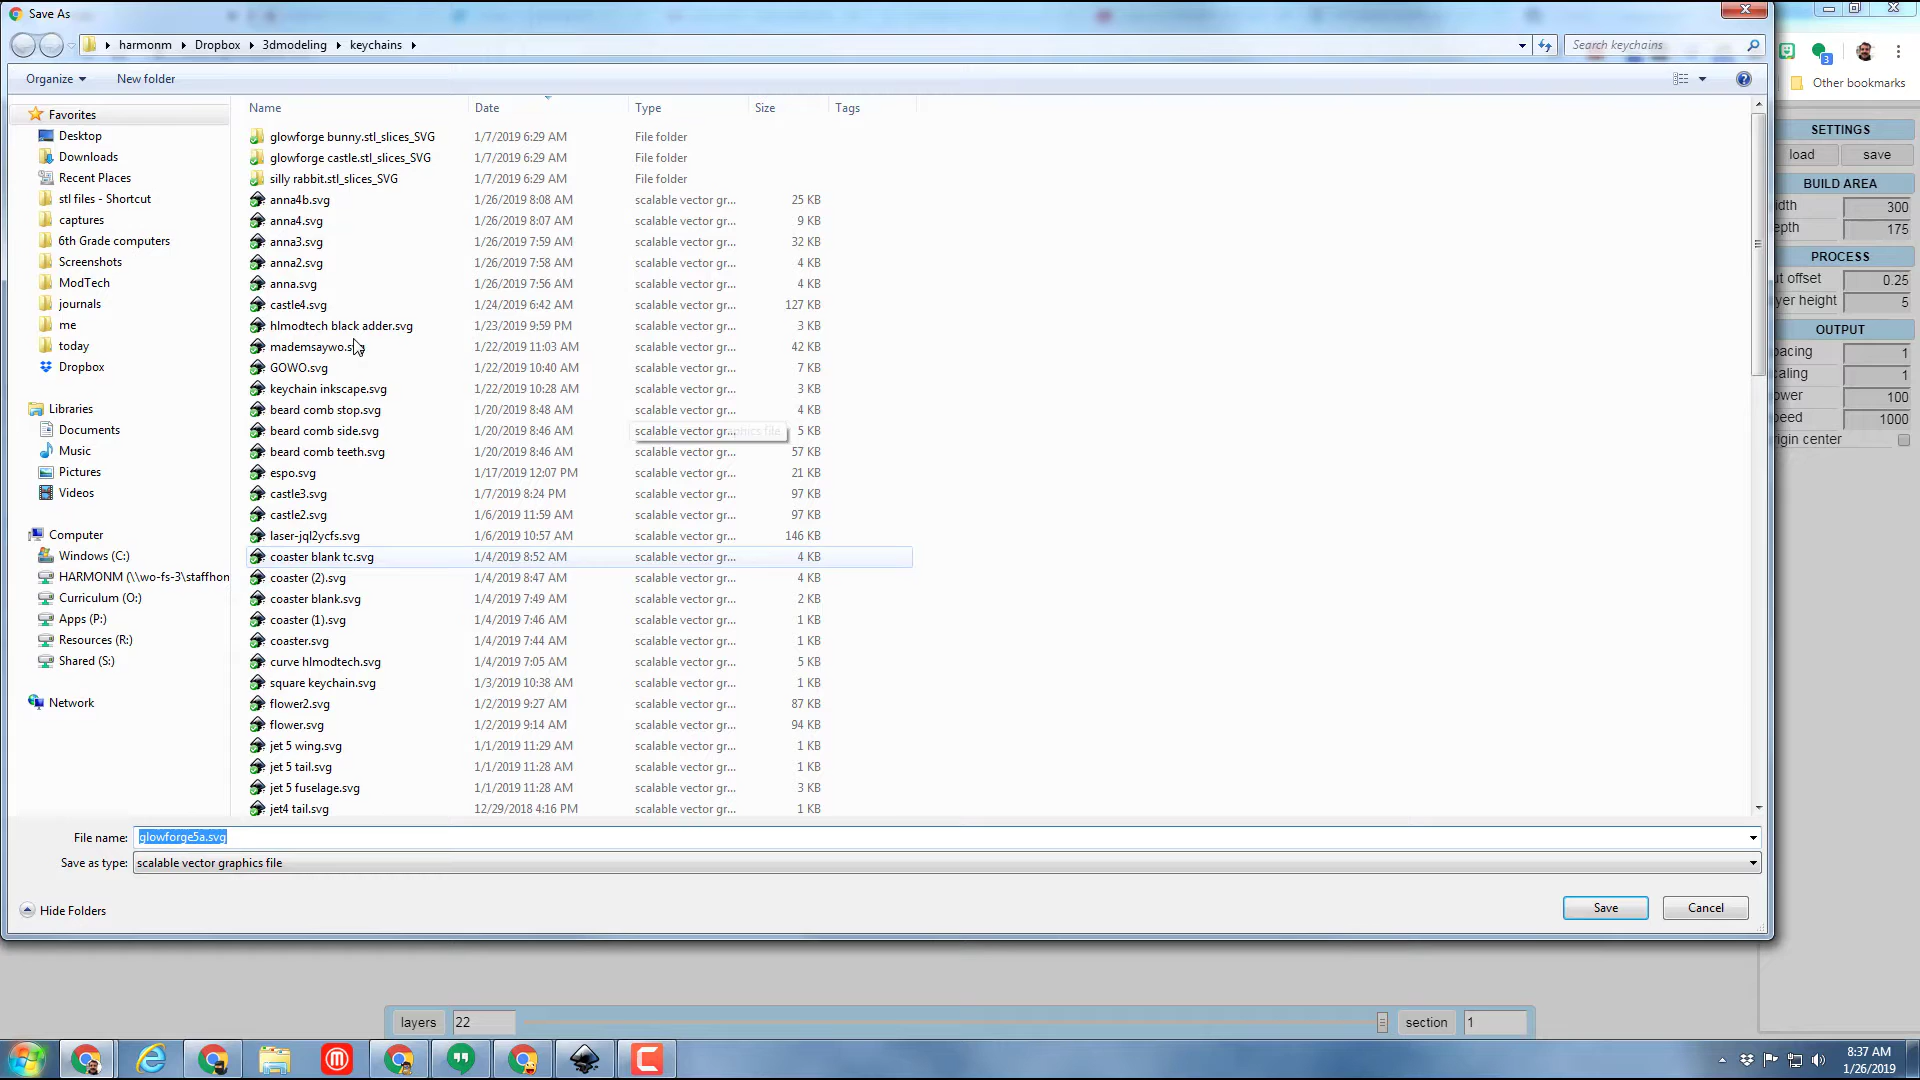 Save As
harmonm Dropbox 3dmodeling keychains
Search keychains
Organize New folder
Other bookmarks
Name Date Type Size Tags
Favorites
Desktop
Downloads
Recent Places
stl files - Shortcut
captures
6th Grade computers
Screenshots
ModTech
journals
me
today
Dropbox
Libraries
Documents
Music
Pictures
Videos
Computer
Windows (C:)
HARMONM (\\wo-fs-3\staffhon
Curriculum (O:)
Apps (P:)
Resources (R:)
Shared (S:)
Network
glowforge bunny.stl_slices_SVG 1/7/2019 6:29 AM File folder
glowforge castle.stl_slices_SVG 1/7/2019 6:29 AM File folder
silly rabbit.stl_slices_SVG 1/7/2019 6:29 AM File folder
anna4b.svg 1/26/2019 8:08 AM scalable vector gr... 25 KB
anna4.svg 1/26/2019 8:07 AM scalable vector gr... 9 KB
anna3.svg 1/26/2019 7:59 AM scalable vector gr... 32 KB
anna2.svg 1/26/2019 7:58 AM scalable vector gr... 4 KB
anna.svg 1/26/2019 7:56 AM scalable vector gr... 4 KB
castle4.svg 1/24/2019 6:42 AM scalable vector gr... 127 KB
hlmodtech black adder.svg 1/23/2019 9:59 PM scalable vector gr... 3 KB
mademsaywo.svg 1/22/2019 11:03 AM scalable vector gr... 42 KB
GOWO.svg 1/22/2019 10:40 AM scalable vector gr... 7 KB
keychain inkscape.svg 1/22/2019 10:28 AM scalable vector gr... 3 KB
beard comb stop.svg 1/20/2019 8:48 AM scalable vector gr... 4 KB
beard comb side.svg 1/20/2019 8:46 AM scalable vector graphics file 5 KB
beard comb teeth.svg 1/20/2019 8:46 AM scalable vector gr... 57 KB
espo.svg 1/17/2019 12:07 PM scalable vector gr... 21 KB
castle3.svg 1/7/2019 8:24 PM scalable vector gr... 97 KB
castle2.svg 1/6/2019 11:59 AM scalable vector gr... 97 KB
laser-jql2ycfs.svg 1/6/2019 10:57 AM scalable vector gr... 146 KB
coaster blank tc.svg 1/4/2019 8:52 AM scalable vector gr... 4 KB
coaster (2).svg 1/4/2019 8:47 AM scalable vector gr... 4 KB
coaster blank.svg 1/4/2019 7:49 AM scalable vector gr... 2 KB
coaster (1).svg 1/4/2019 7:46 AM scalable vector gr... 1 KB
coaster.svg 1/4/2019 7:44 AM scalable vector gr... 1 KB
curve hlmodtech.svg 1/4/2019 7:05 AM scalable vector gr... 5 KB
square keychain.svg 1/3/2019 10:38 AM scalable vector gr... 1 KB
flower2.svg 1/2/2019 9:27 AM scalable vector gr... 87 KB
flower.svg 1/2/2019 9:14 AM scalable vector gr... 94 KB
jet 5 wing.svg 1/1/2019 11:29 AM scalable vector gr... 1 KB
jet 5 tail.svg 1/1/2019 11:28 AM scalable vector gr... 1 KB
jet 5 fuselage.svg 1/1/2019 11:28 AM scalable vector gr... 3 KB
jet4 tail.svg 12/29/2018 4:16 PM scalable vector gr... 1 KB
SETTINGS
load save
BUILD AREA
idth 300
epth 175
PROCESS
ut offset 0.25
yer height 5
OUTPUT
pacing 1
aling 1
ower 100
peed 1000
rigin center
File name: glowforge5a.svg
Save as type: scalable vector graphics file
Hide Folders
Save Cancel
layers 22
section 1
3
8:37 AM
1/26/2019